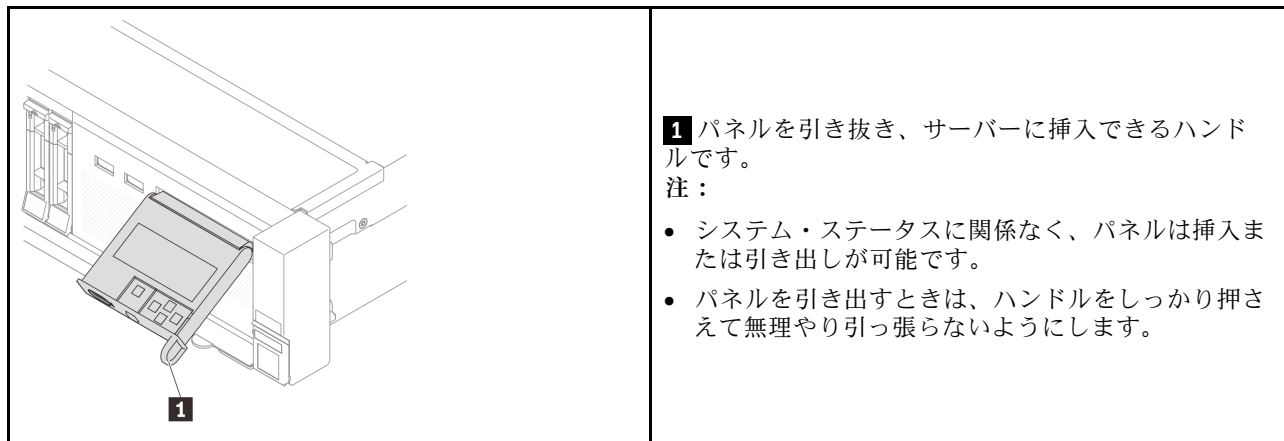 1 パネルを引き抜き、サーバーに挿入できるハンド
ルです。
注：
• システム・ステータスに関係なく、パネルは挿入ま
たは引き出しが可能です。
• パネルを引き出すときは、ハンドルをしっかり押さ
えて無理やり引っ張らないようにします。
1